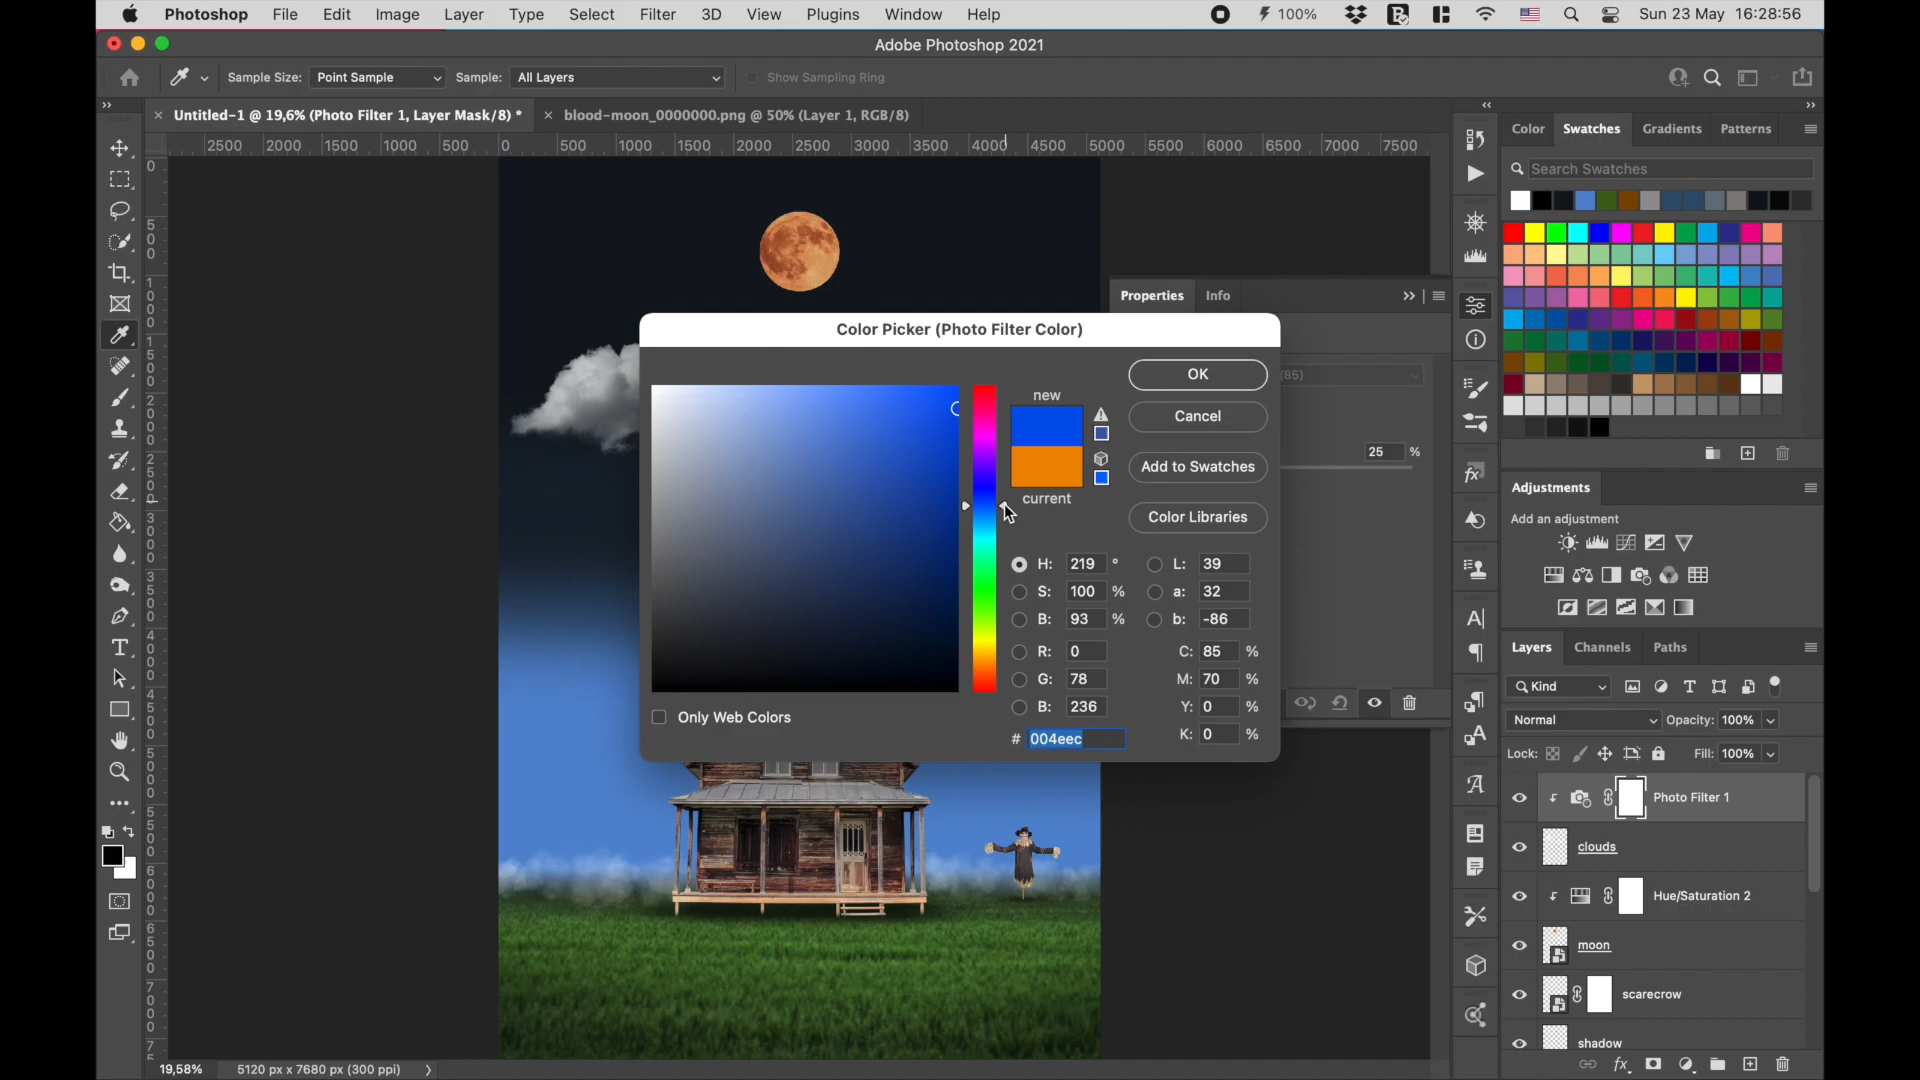 Photoshop File Edit Image Layer Type Select Filter 3D View Plugins Window Help 100% Sun 23 May 16:28:56
Adobe Photoshop 2021
Sample Size: Point Sample Sample: All Layers Show Sampling Ring
Untitled-1 @ 19,6% (Photo Filter 1, Layer Mask/8) * blood-moon_0000000.png @ 50% (Layer 1, RGB/8)
2500 2000 1500 1000 500 0 500 1000 1500 2000 2500 3000 3500 4000 4500 5000 5500 6000 6500 7000 7500
Color Swatches Gradients Patterns
Search Swatches
Properties Info
(85)
25 %
Color Picker (Photo Filter Color)
new
current
OK
Cancel
Add to Swatches
Color Libraries
H: 219 ° L: 39
S: 100 % a: 32
B: 93 % b: -86
R: 0 C: 85 %
G: 78 M: 70 %
B: 236 Y: 0 %
# 004eec K: 0 %
Only Web Colors
Adjustments
Add an adjustment
Layers Channels Paths
Kind
Normal Opacity: 100%
Lock: Fill: 100%
Photo Filter 1
clouds
Hue/Saturation 2
moon
scarecrow
shadow
19,58% 5120 px x 7680 px (300 ppi)